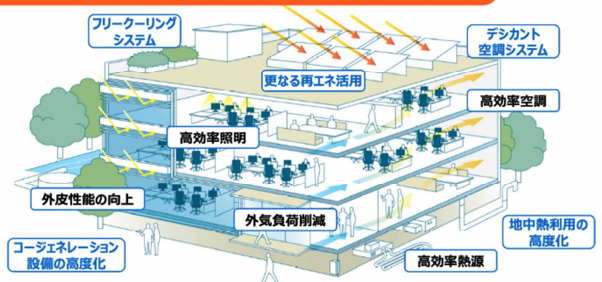 フリークーリング
システム
デシカント
空調システム
更なる再エネ活用
高効率空調
高効率照明
外皮性能の向上
外気負荷削減
地中熱利用の
高度化
コージェネレーション
設備の高度化
高効率熱源